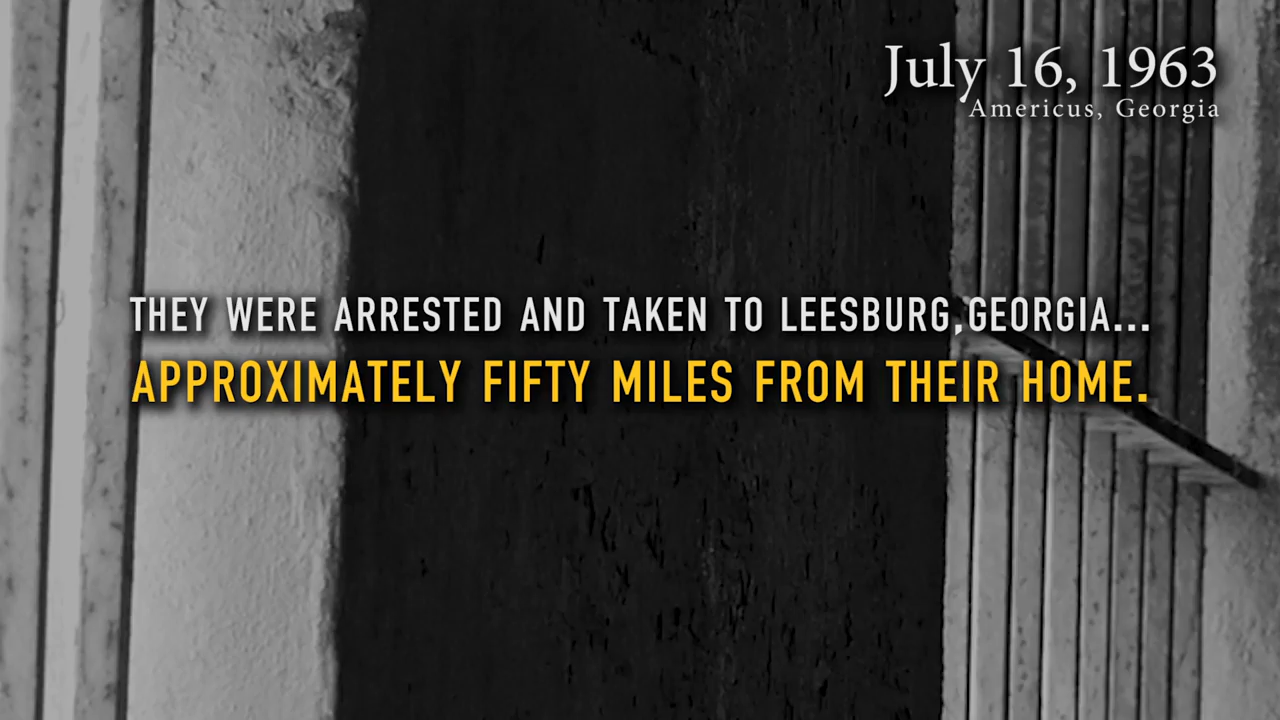 July 16, 1963
Americus, Georgia
THEY WERE ARRESTED AND TAKEN TO LEESBURG,GEORGIA...
APPROXIMATELY FIFTY MILES FROM THEIR HOME.